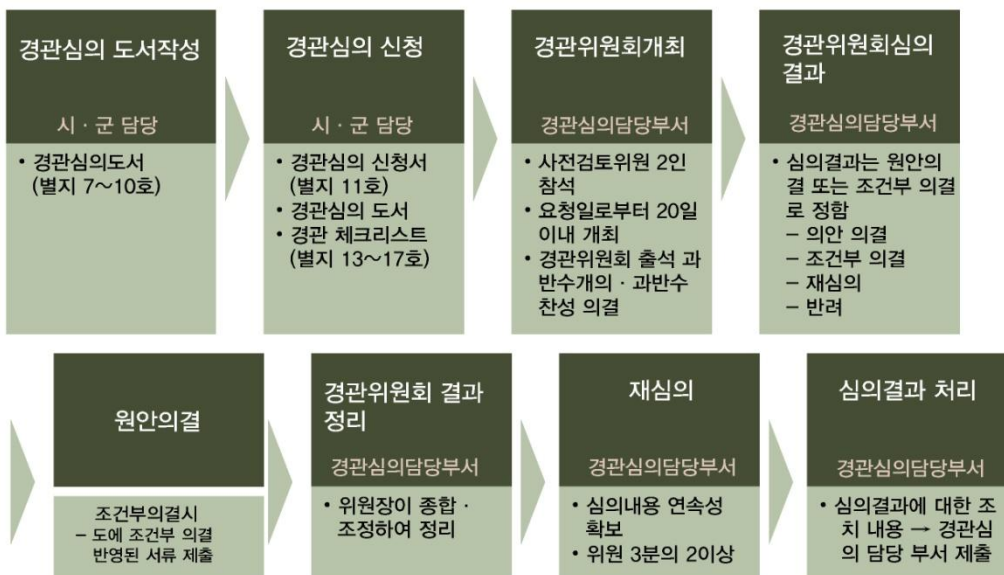 경관심의 도서작성
시 · 군 담당
• 경관심의도서
(별지 7~10호)
경관심의 신청
시 · 군 담당
• 경관심의 신청서
(별지 11호)
• 경관심의 도서
• 경관 체크리스트
(별지 13~17호)
경관위원회개최
경관심의담당부서
• 사전검토위원 2인
참석
• 요청일로부터 20일
이내 개최
• 경관위원회 출석 과
반수개의 · 과반수
찬성 의결
경관위원회심의
결과
경관심의담당부서
• 심의결과는 원안의
결 또는 조건부 의결
로 정함
– 의안 의결
– 조건부 의결
– 재심의
– 반려
원안의결
조건부의결시
– 도에 조건부 의결
반영된 서류 제출
경관위원회 결과
정리
경관심의담당부서
• 위원장이 종합 ·
조정하여 정리
재심의
경관심의담당부서
• 심의내용 연속성
확보
• 위원 3분의 2이상
심의결과 처리
경관심의담당부서
• 심의결과에 대한 조
치 내용 → 경관심
의 담당 부서 제출